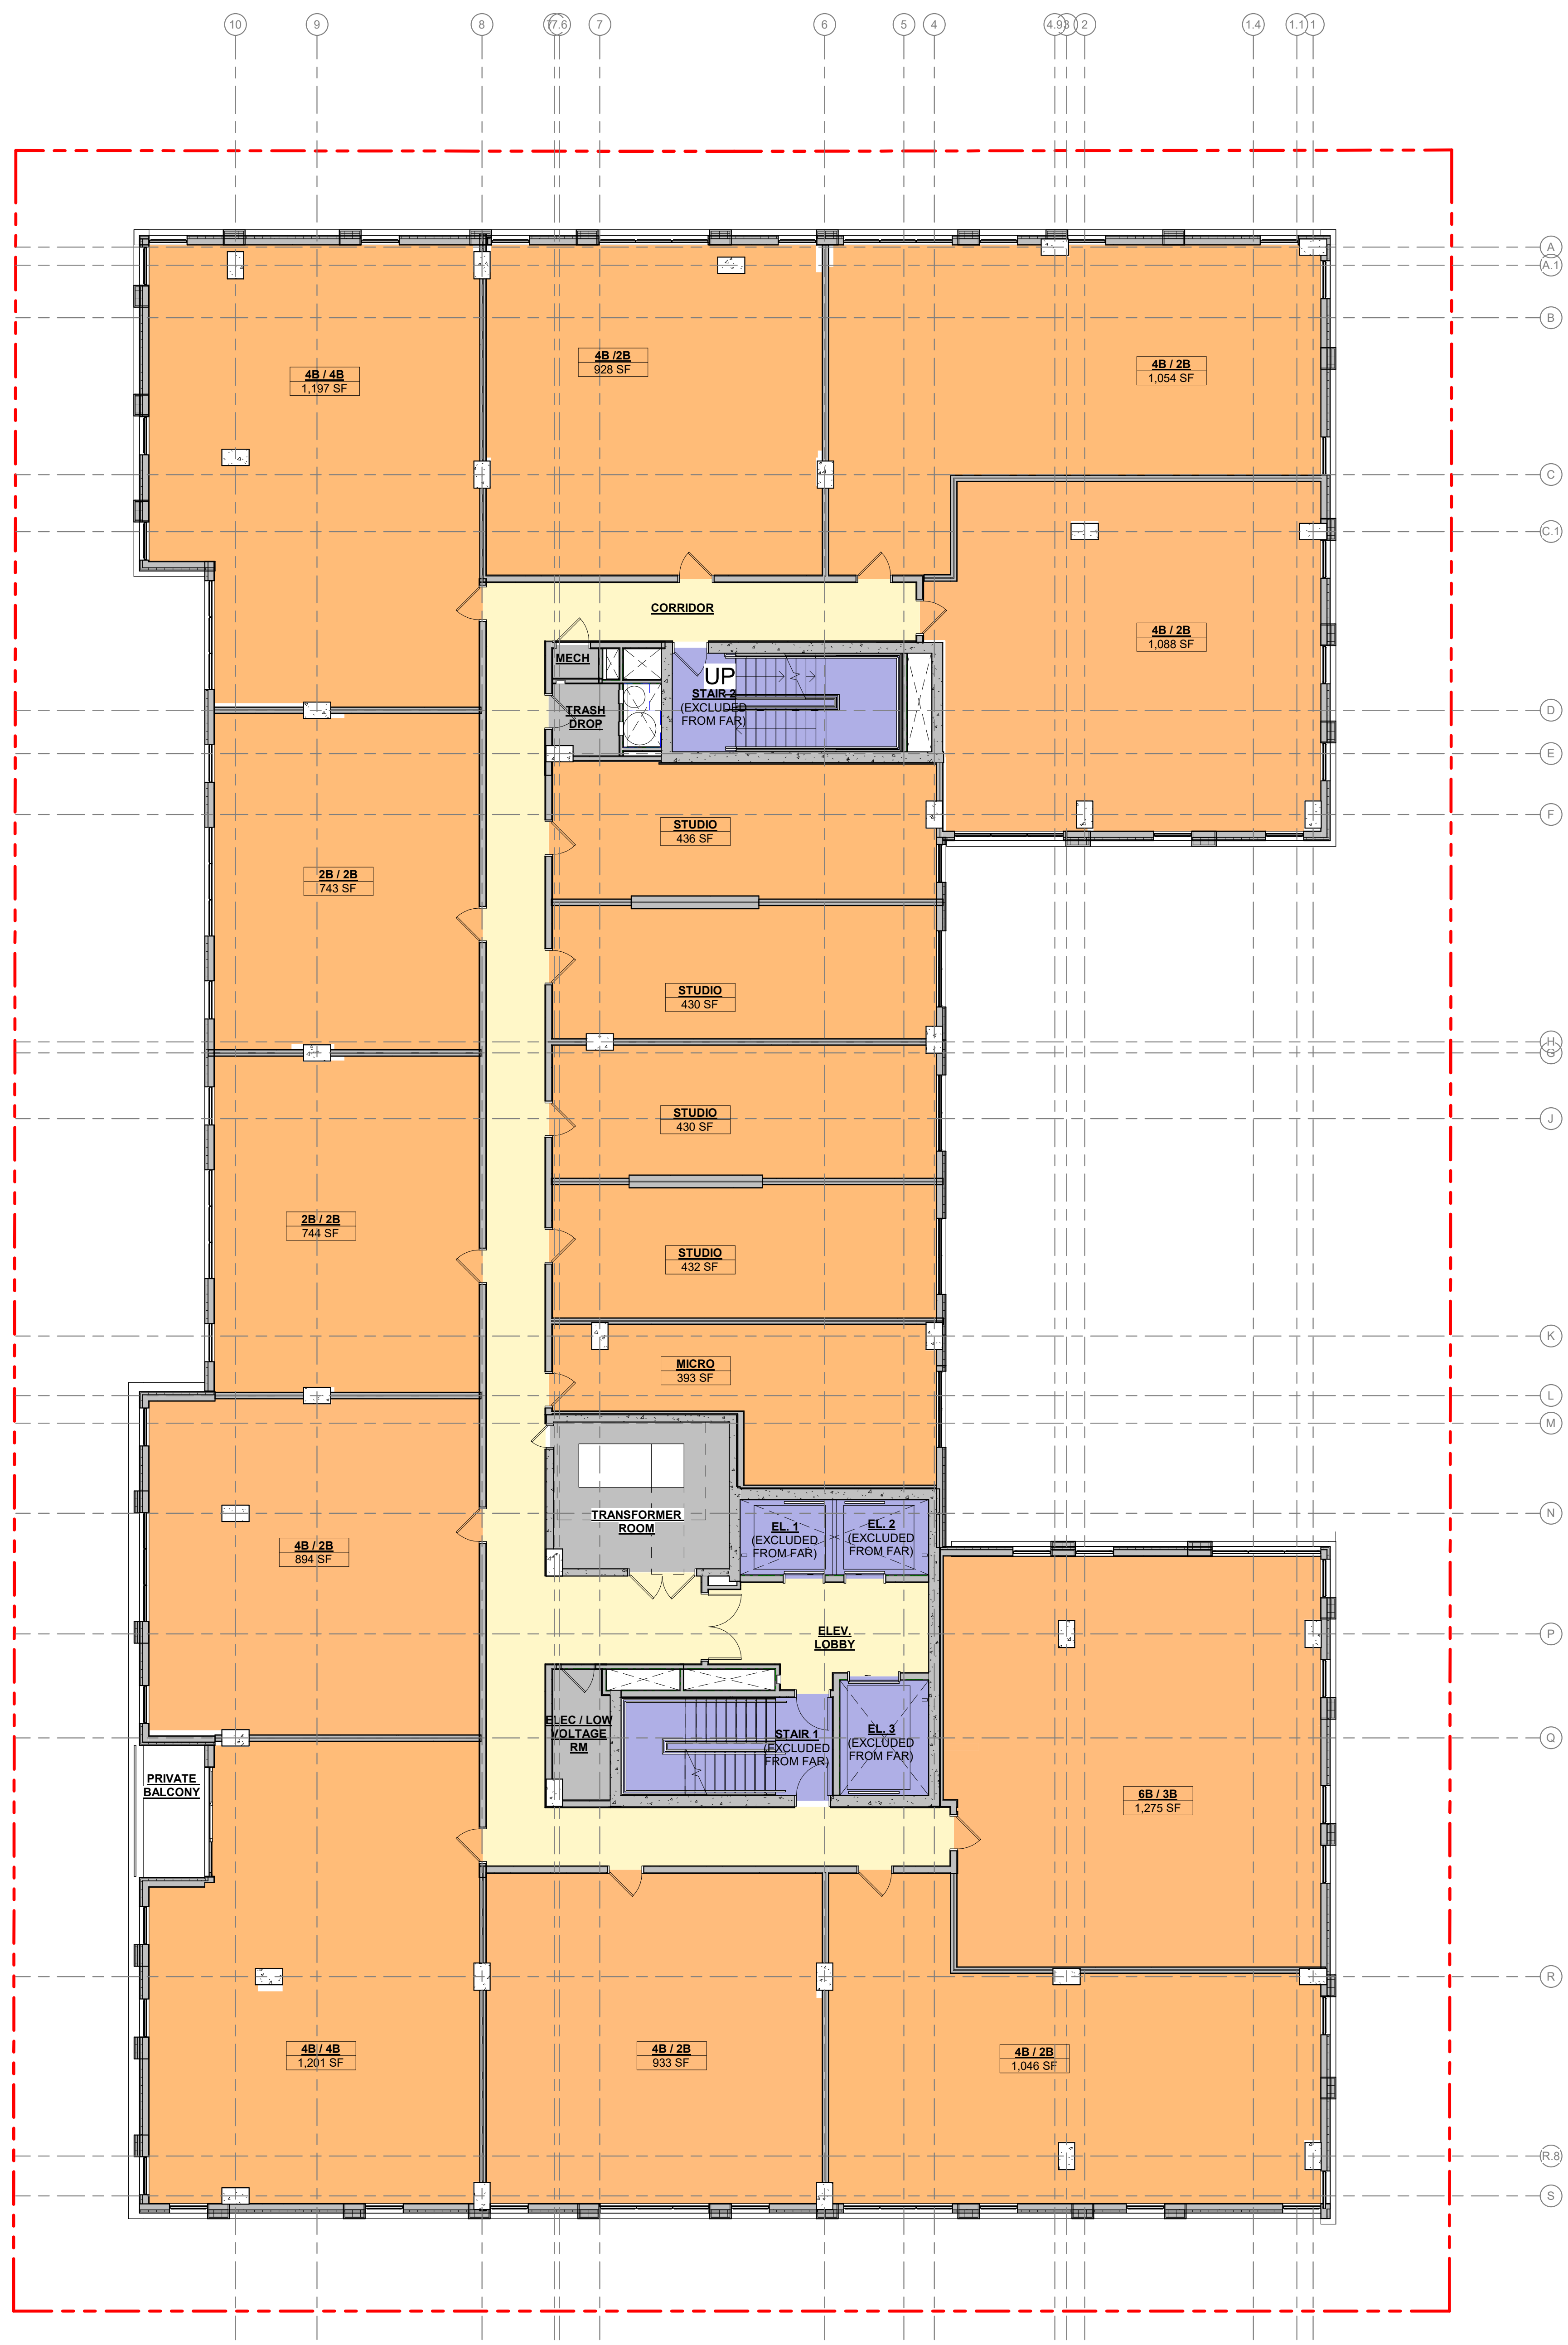 10
9
8
7.6
7
6
5
4
4.9
3
2
1.4
1.1
1
A
A.1
B
4B / 4B
1,197 SF
4B /2B
928 SF
4B / 2B
1,054 SF
C
C.1
CORRIDOR
4B / 2B
1,088 SF
MECH
UP
STAIR 2
(EXCLUDED
FROM FAR)
TRASH
DROP
D
E
F
STUDIO
436 SF
2B / 2B
743 SF
STUDIO
430 SF
H
G
STUDIO
430 SF
J
2B / 2B
744 SF
STUDIO
432 SF
K
MICRO
393 SF
L
M
TRANSFORMER
ROOM
EL. 1
(EXCLUDED
FROM FAR)
EL. 2
(EXCLUDED
FROM FAR)
N
4B / 2B
894 SF
ELEV.
LOBBY
P
ELEC / LOW
VOLTAGE
RM
STAIR 1
(EXCLUDED
FROM FAR)
EL. 3
(EXCLUDED
FROM FAR)
Q
PRIVATE
BALCONY
6B / 3B
1,275 SF
R
4B / 4B
1,201 SF
4B / 2B
933 SF
4B / 2B
1,046 SF
R.8
S